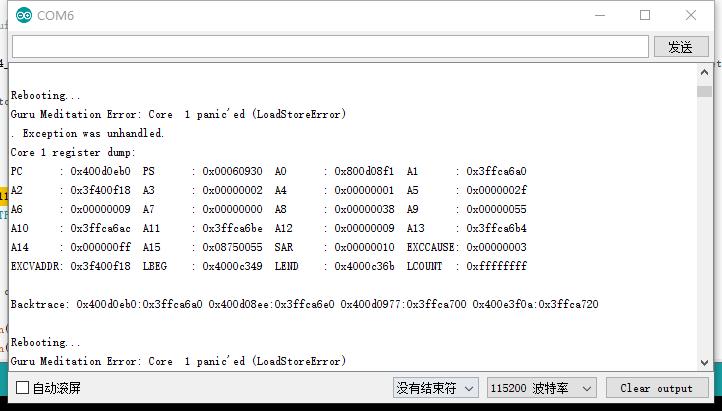 COM6
发送
Rebooting...
Guru Meditation Error: Core  1 panic'ed (LoadStoreError)
. Exception was unhandled.
Core 1 register dump:
PC      : 0x400d0eb0  PS      : 0x00060930  A0      : 0x800d08f1  A1      : 0x3ffca6a0
A2      : 0x3f400f18  A3      : 0x00000002  A4      : 0x00000001  A5      : 0x0000002f
A6      : 0x00000009  A7      : 0x00000000  A8      : 0x00000038  A9      : 0x00000055
A10     : 0x3ffca6ac  A11     : 0x3ffca6be  A12     : 0x00000009  A13     : 0x3ffca6b4
A14     : 0x000000ff  A15     : 0x08750055  SAR     : 0x00000010  EXCCAUSE: 0x00000003
EXCVADDR: 0x3f400f18  LBEG    : 0x4000c349  LEND    : 0x4000c36b  LCOUNT  : 0xffffffff
Backtrace: 0x400d0eb0:0x3ffca6a0 0x400d08ee:0x3ffca6e0 0x400d0977:0x3ffca700 0x400e3f0a:0x3ffca720
Rebooting...
Guru Meditation Error: Core  1 panic'ed (LoadStoreError)
自动滚屏 没有结束符 115200 波特率 Clear output